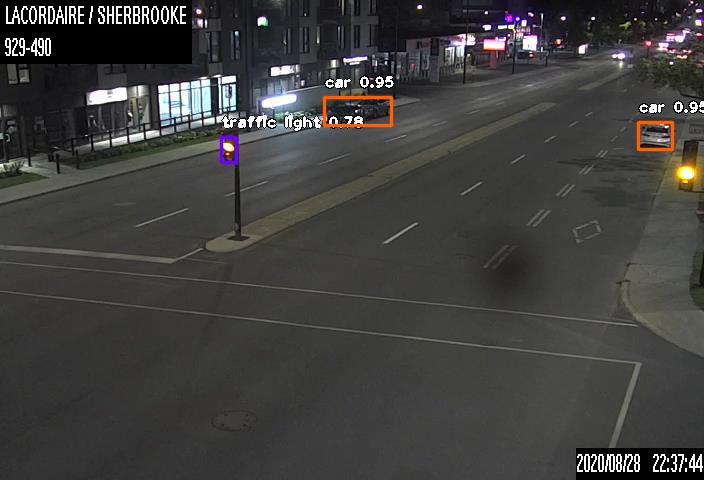 LACORDAIRE / SHERBROOKE
929-490
car 0.95
car 0.95
traffic light 0.78
2020/08/28 22:37:44